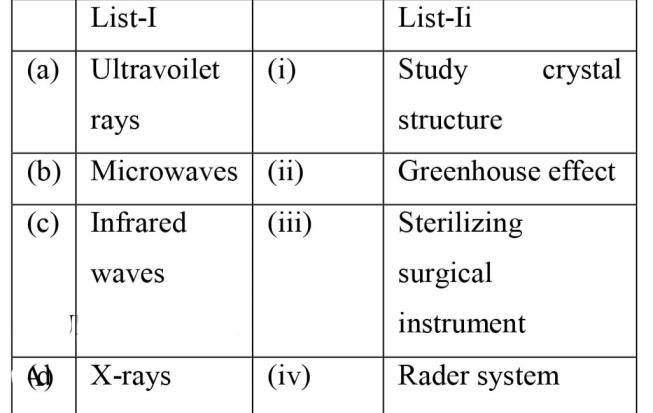 List-I List-Ii
(a) Ultravoilet (i) Study crystal
rays structure
(b) Microwaves (ii) Greenhouse effect
(c) Infrared (iii) Sterilizing
waves surgical
instrument
X-rays (iv) Rader system